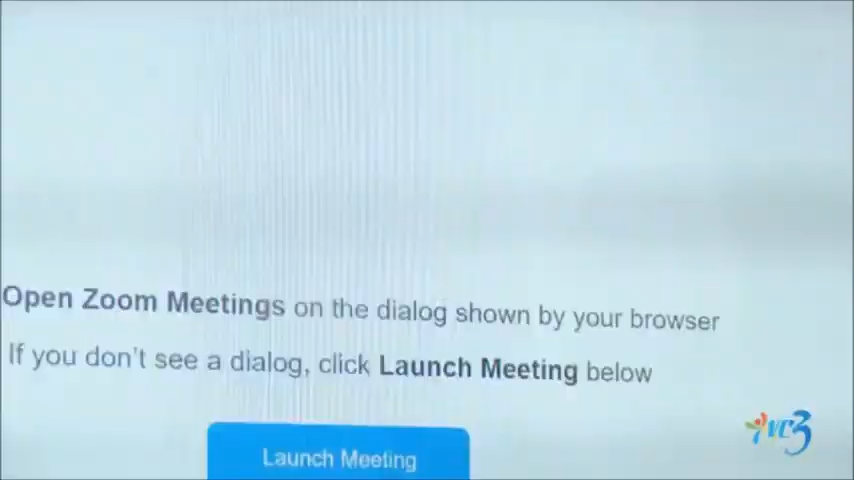 Open Zoom Meetings on the dialog shown by your browser
If you don't see a dialog, click Launch Meeting below
Launch Meeting
IVC3